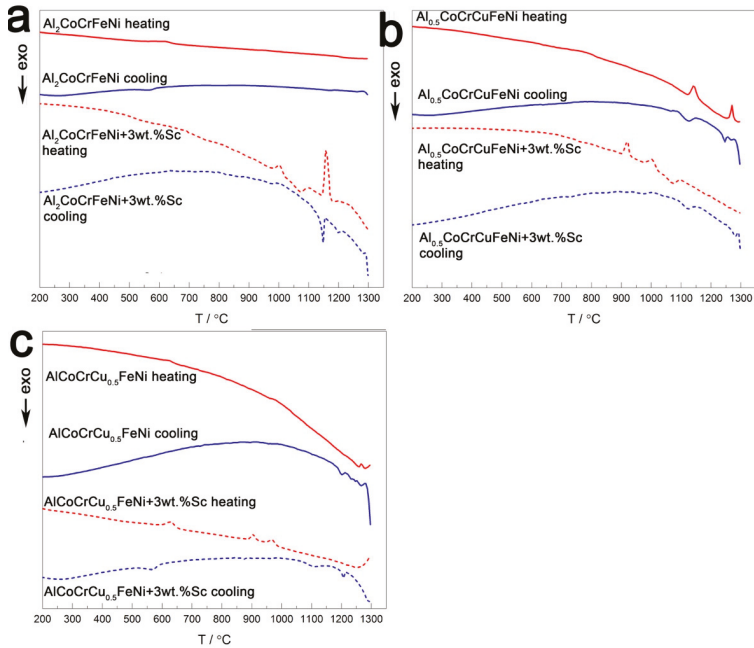 a
← exo
Al₂CoCrFeNi heating
Al₂CoCrFeNi cooling
Al₂CoCrFeNi+3wt.%Sc
heating
Al₂CoCrFeNi+3wt.%Sc
cooling
200 300 400 500 600 700 800 900 1000 1100 1200 1300
T / °C
b
← exo
Al₀.₅CoCrCuFeNi heating
Al₀.₅CoCrCuFeNi cooling
Al₀.₅CoCrCuFeNi+3wt.%Sc
heating
Al₀.₅CoCrCuFeNi+3wt.%Sc
cooling
200 300 400 500 600 700 800 900 1000 1100 1200 1300
T / °C
c
← exo
AlCoCrCu₀.₅FeNi heating
AlCoCrCu₀.₅FeNi cooling
AlCoCrCu₀.₅FeNi+3wt.%Sc heating
AlCoCrCu₀.₅FeNi+3wt.%Sc cooling
200 300 400 500 600 700 800 900 1000 1100 1200 1300
T / °C